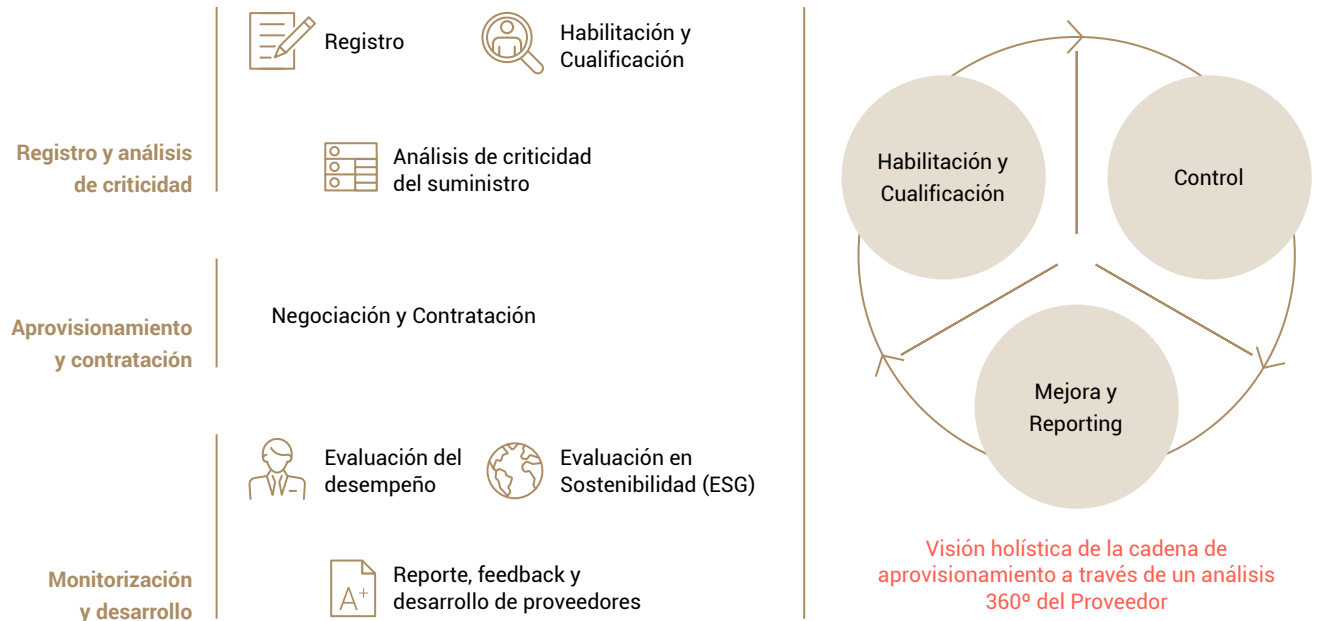 Registro
Habilitación y
Cualificación
Registro y análisis
de criticidad
Análisis de criticidad
del suministro
Aprovisionamiento
y contratación
Negociación y Contratación
Evaluación del
desempeño
Evaluación en
Sostenibilidad (ESG)
Monitorización
y desarrollo
A+
Reporte, feedback y
desarrollo de proveedores
Habilitación y
Cualificación
Control
Mejora y
Reporting
Visión holística de la cadena de
aprovisionamiento a través de un análisis
360º del Proveedor